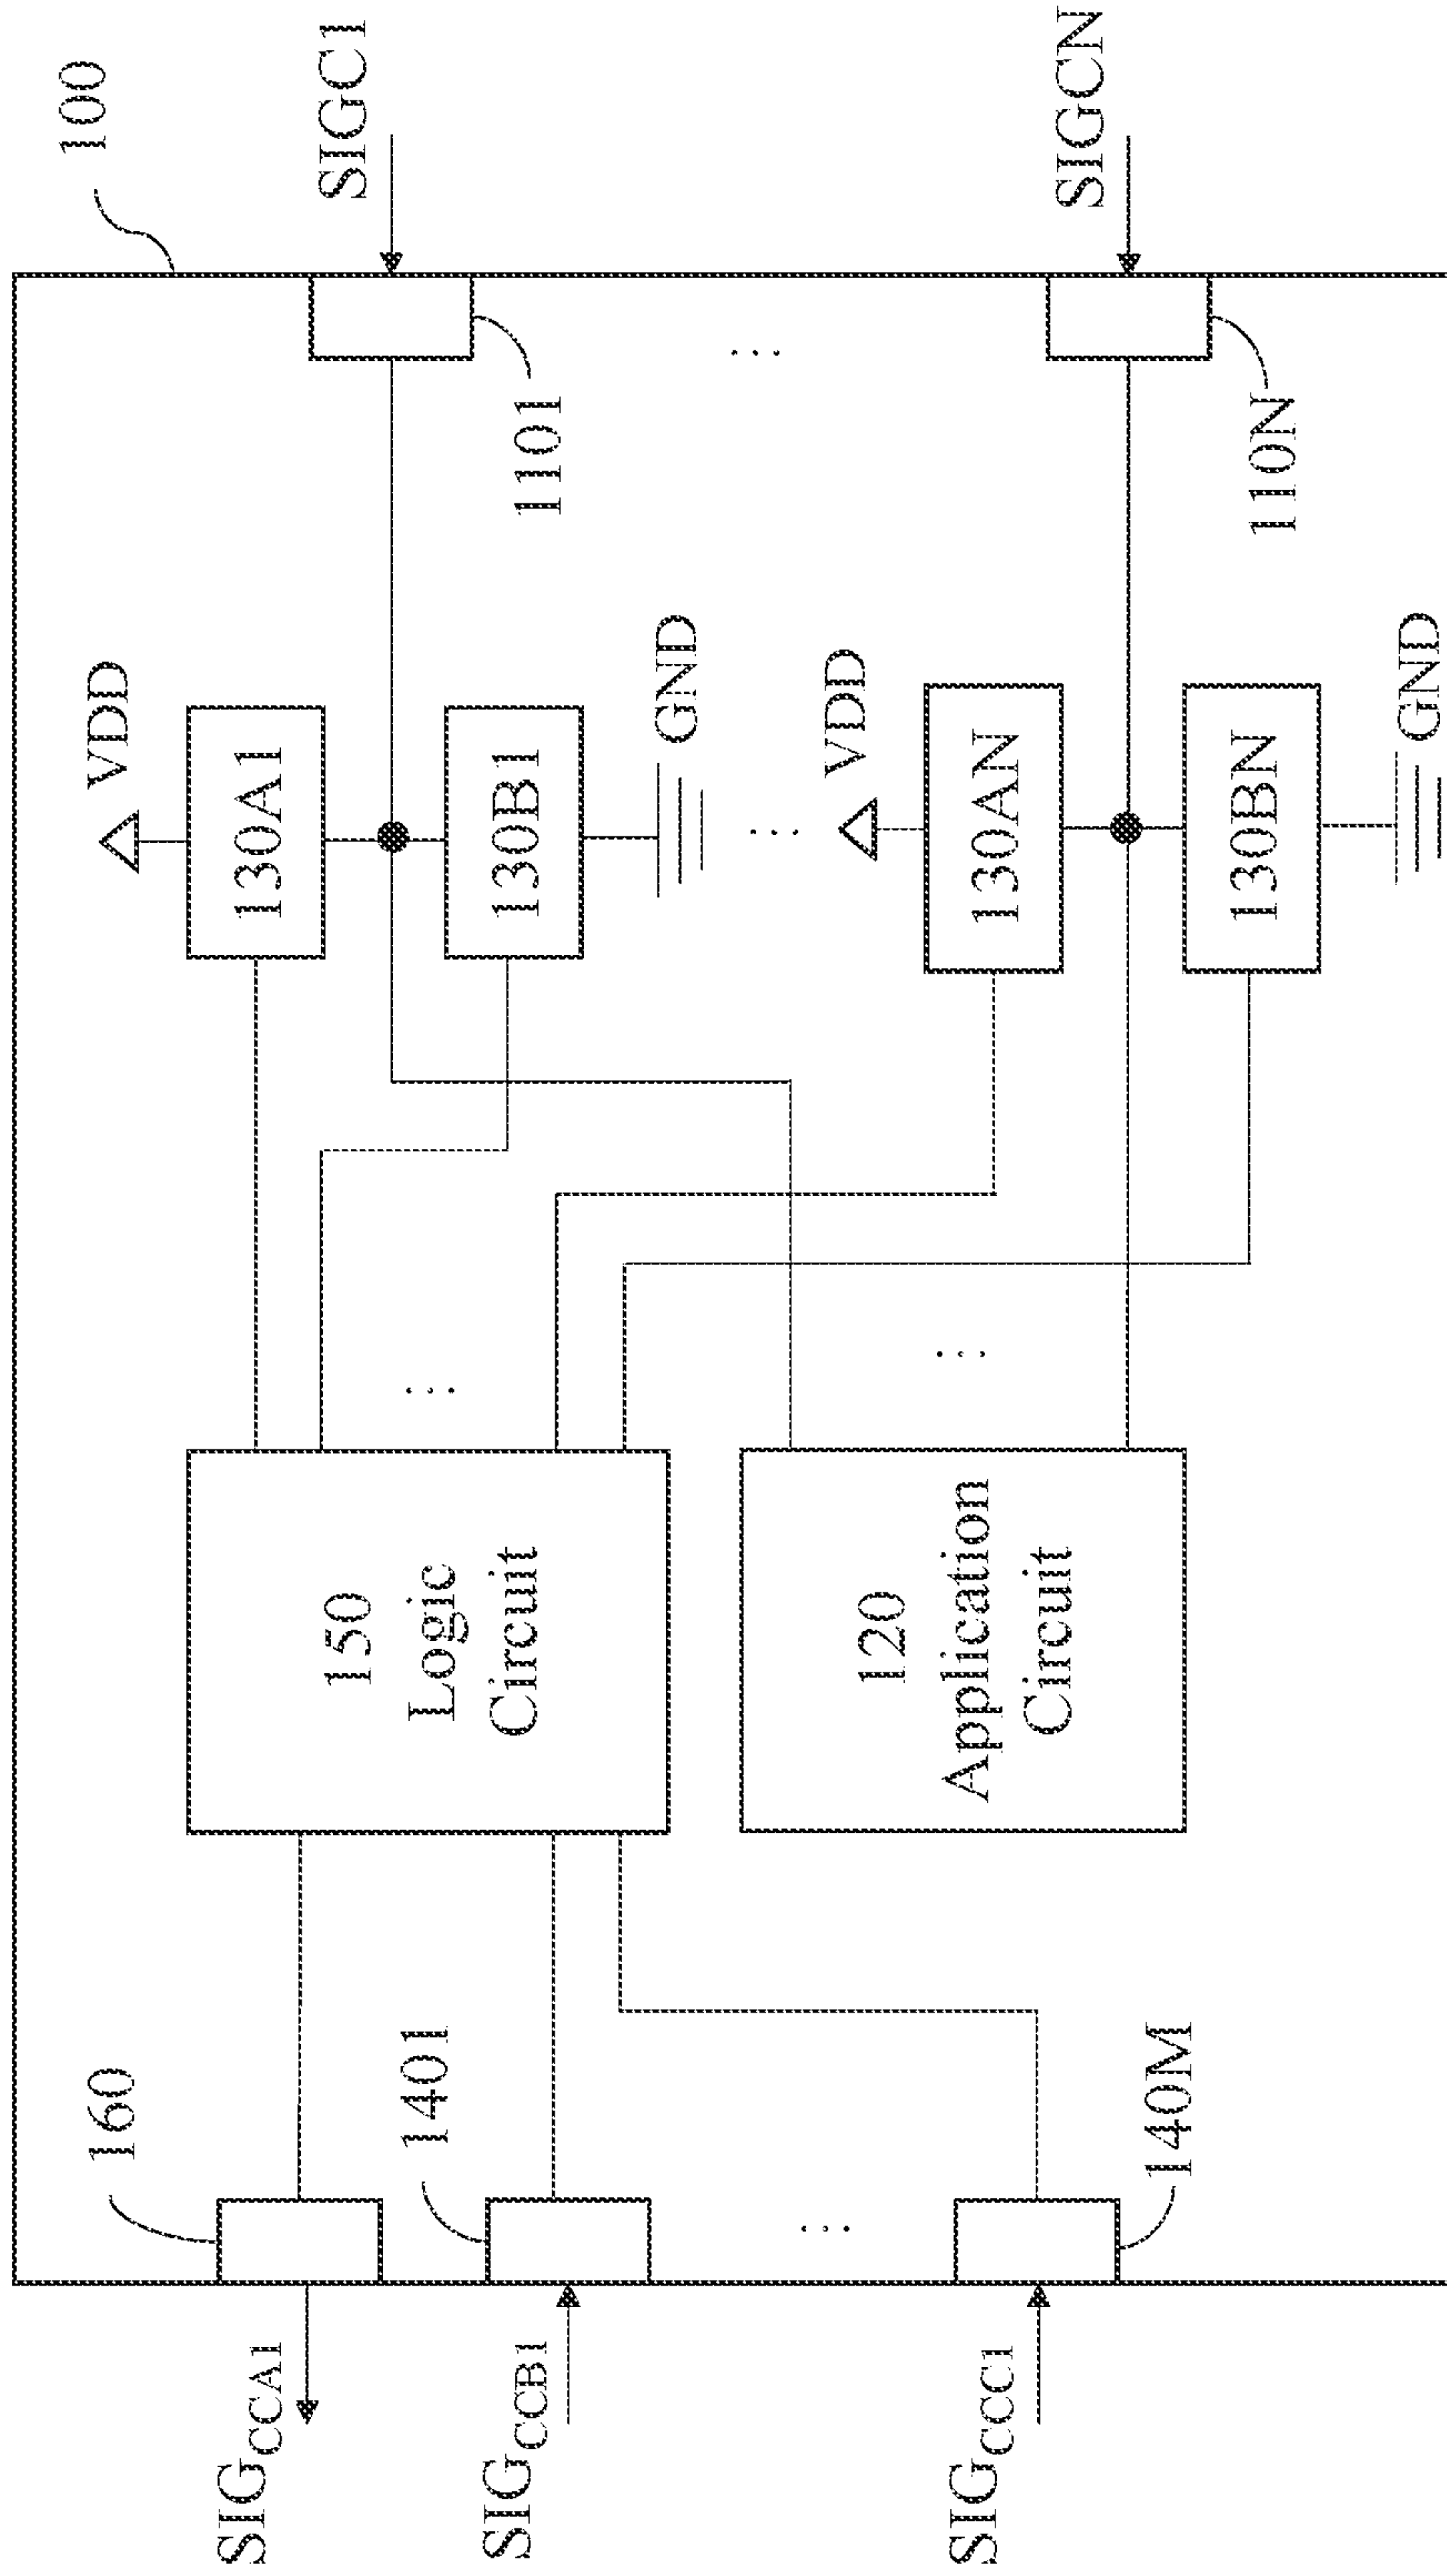 100
SIGC1
SIGCN
1101
110N
VDD
130A1
130B1
GND
VDD
130AN
130BN
GND
150
Logic
Circuit
120
Application
Circuit
160
1401
140M
SIGCCA1
SIGCCB1
SIGCCC1